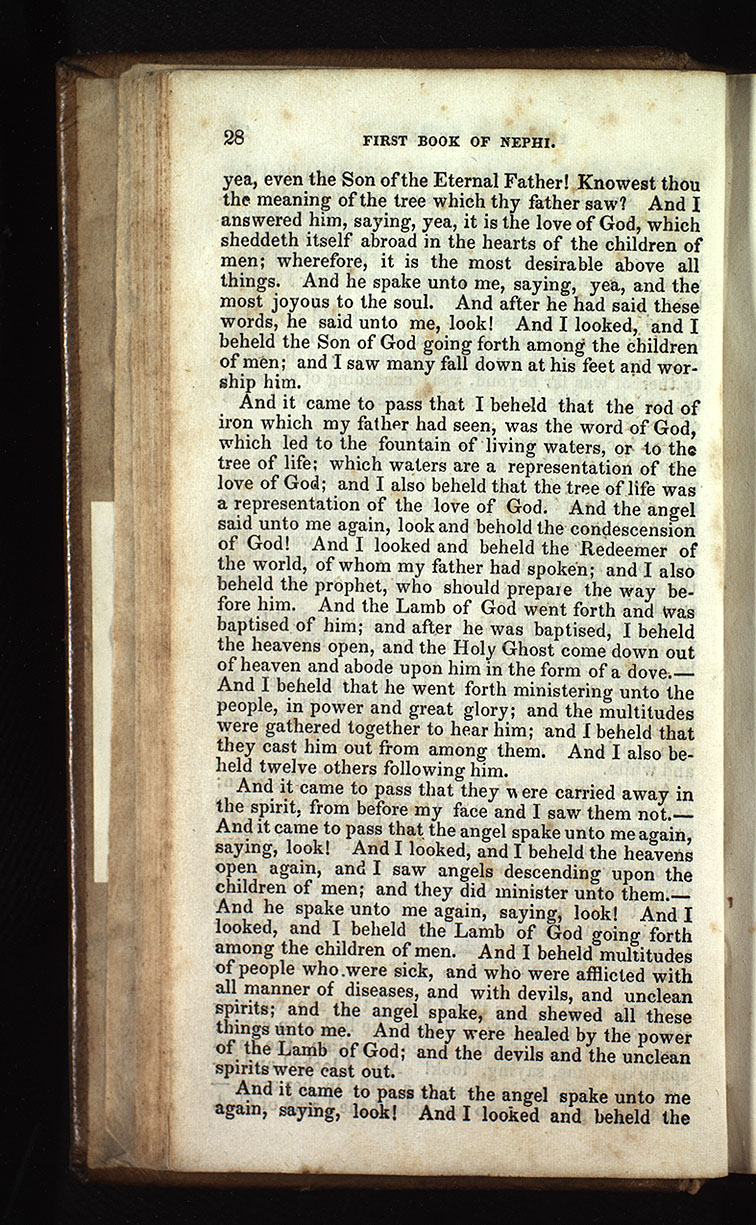 28 FIRST BOOK OF NEPHI.
yea, even the Son of the Eternal Father! Knowest thou
the meaning of the tree which thy father saw? And I
answered him, saying, yea, it is the love of God, which
sheddeth itself abroad in the hearts of the children of
men; wherefore, it is the most desirable above all
things. And he spake unto me, saying, yea, and the
most joyous to the soul. And after he had said these
words, he said unto me, look! And I looked, and I
beheld the Son of God going forth among the children
of men; and I saw many fall down at his feet and wor-
ship him.
And it came to pass that I beheld that the rod of
iron which my father had seen, was the word of God,
which led to the fountain of living waters, or to the
tree of life; which waters are a representation of the
love of God; and I also beheld that the tree of life was
a representation of the love of God. And the angel
said unto me again, look and behold the condescension
of God! And I looked and beheld the Redeemer of
the world, of whom my father had spoken; and I also
beheld the prophet, who should prepare the way be-
fore him. And the Lamb of God went forth and was
baptised of him; and after he was baptised, I beheld
the heavens open, and the Holy Ghost come down out
of heaven and abode upon him in the form of a dove.—
And I beheld that he went forth ministering unto the
people, in power and great glory; and the multitudes
were gathered together to hear him; and I beheld that
they cast him out from among them. And I also be-
held twelve others following him.
And it came to pass that they were carried away in
the spirit, from before my face and I saw them not.—
And it came to pass that the angel spake unto me again,
saying, look! And I looked, and I beheld the heavens
open again, and I saw angels descending upon the
children of men; and they did minister unto them.—
And he spake unto me again, saying, look! And I
looked, and I beheld the Lamb of God going forth
among the children of men. And I beheld multitudes
of people who were sick, and who were afflicted with
all manner of diseases, and with devils, and unclean
spirits; and the angel spake, and shewed all these
things unto me. And they were healed by the power
of the Lamb of God; and the devils and the unclean
spirits were cast out.
And it came to pass that the angel spake unto me
again, saying, look! And I looked and beheld the